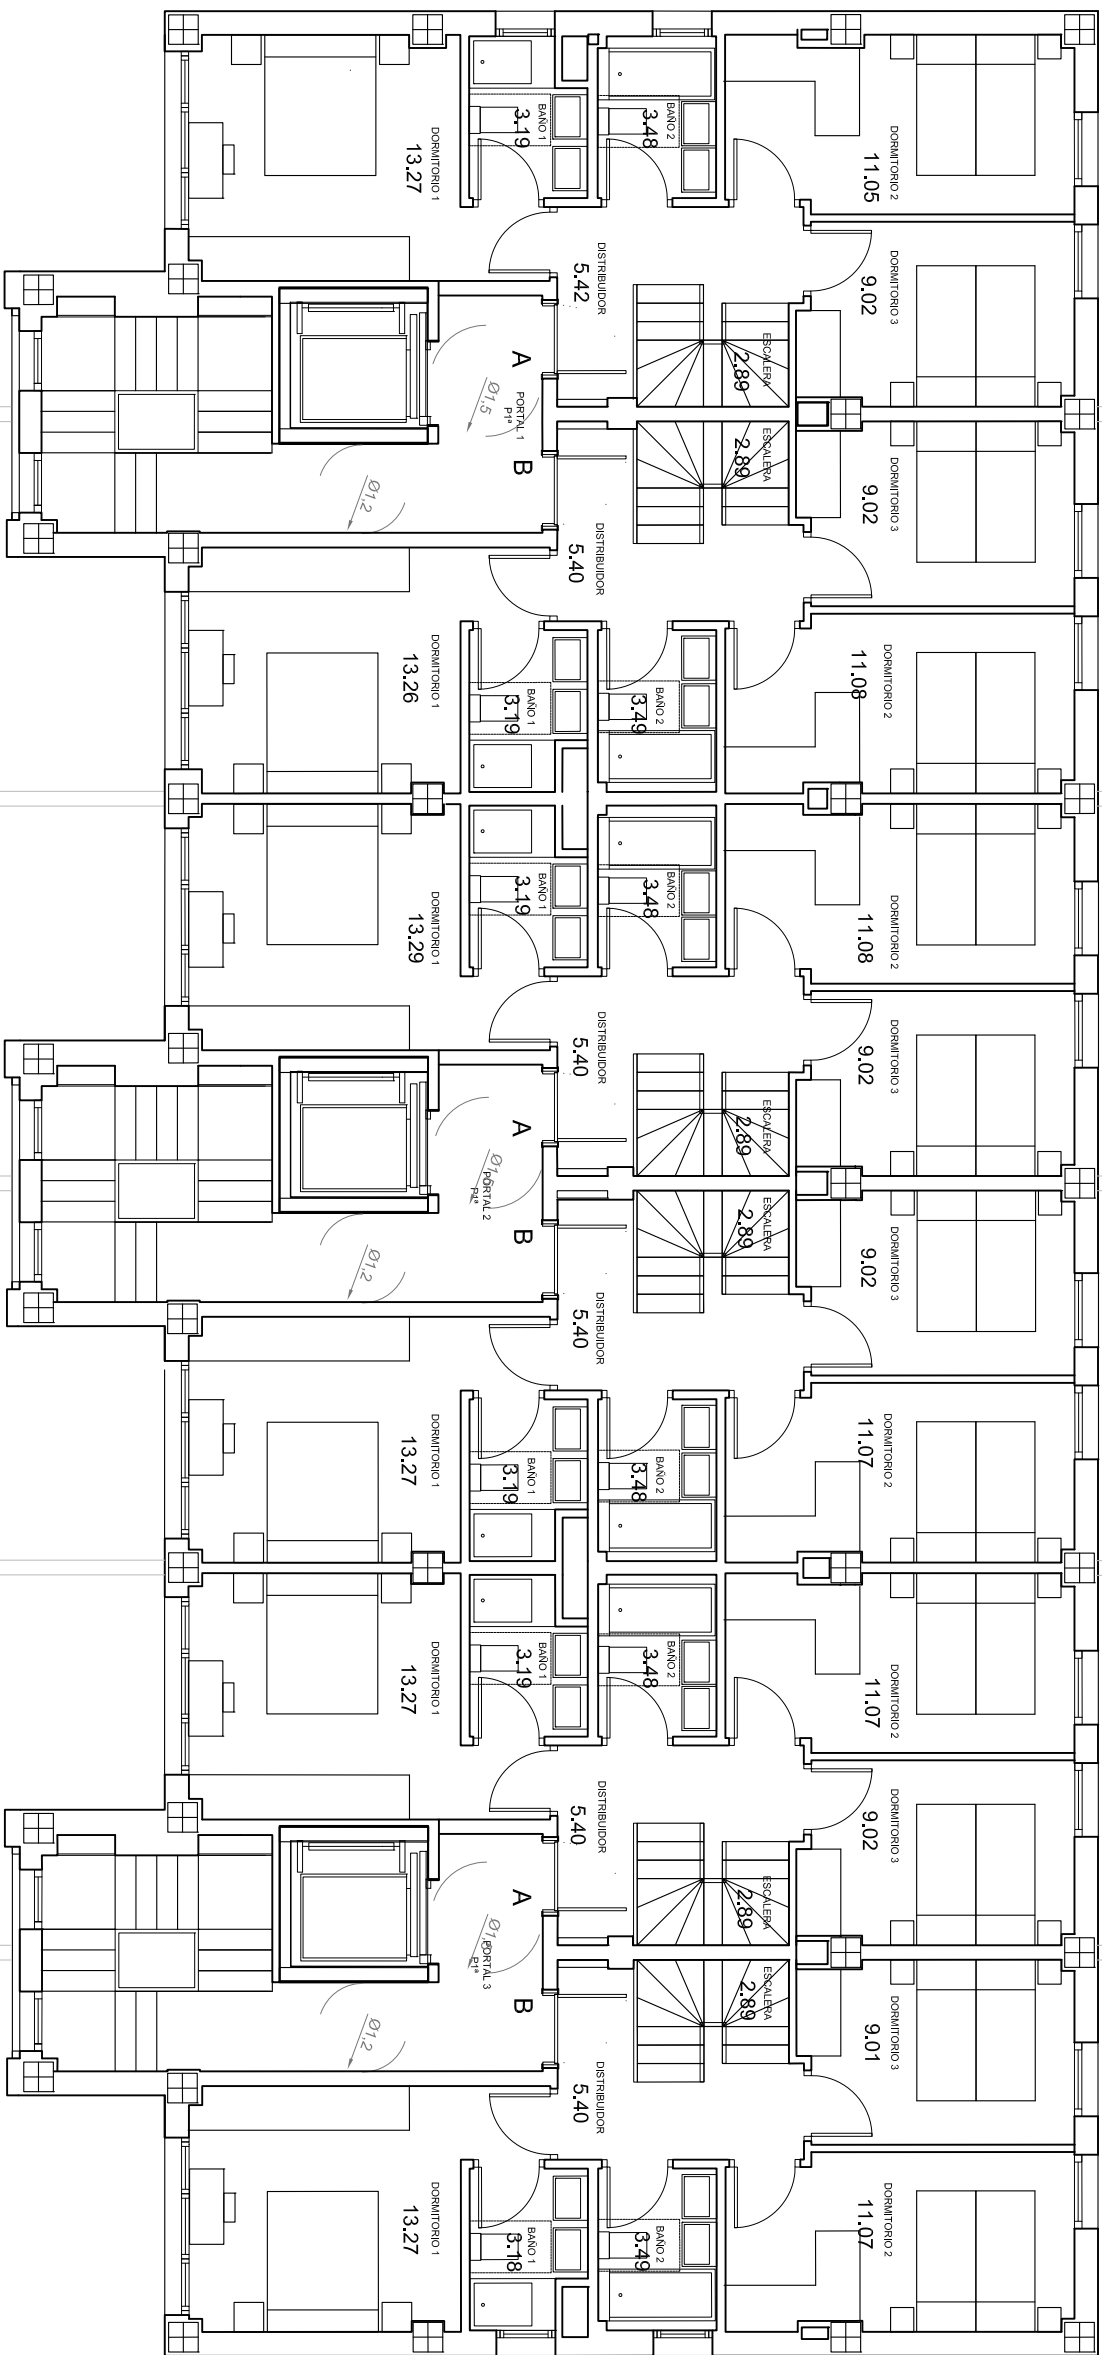 DORMITORIO 1
13.27
BAÑO 1
3.19
BAÑO 2
3.48
DORMITORIO 2
11.05
DISTRIBUIDOR
5.42
DORMITORIO 3
9.02
ESCALERA
2.89
A
PORTAL 1
P1ª
B
Ø1,5
Ø1,2
ESCALERA
2.89
DORMITORIO 3
9.02
DISTRIBUIDOR
5.40
DORMITORIO 1
13.26
BAÑO 1
3.19
BAÑO 2
3.49
DORMITORIO 2
11.08
DORMITORIO 1
13.29
BAÑO 1
3.19
BAÑO 2
3.48
DORMITORIO 2
11.08
DISTRIBUIDOR
5.40
DORMITORIO 3
9.02
ESCALERA
2.89
A
PORTAL 2
P1ª
B
Ø1,5
Ø1,2
ESCALERA
2.89
DORMITORIO 3
9.02
DISTRIBUIDOR
5.40
DORMITORIO 1
13.27
BAÑO 1
3.19
BAÑO 2
3.48
DORMITORIO 2
11.07
DORMITORIO 1
13.27
BAÑO 1
3.19
BAÑO 2
3.48
DORMITORIO 2
11.07
DISTRIBUIDOR
5.40
DORMITORIO 3
9.02
ESCALERA
2.89
A
PORTAL 3
P1ª
B
Ø1,2
ESCALERA
2.89
DORMITORIO 3
9.01
DISTRIBUIDOR
5.40
DORMITORIO 1
13.27
BAÑO 1
3.18
BAÑO 2
3.49
DORMITORIO 2
11.07